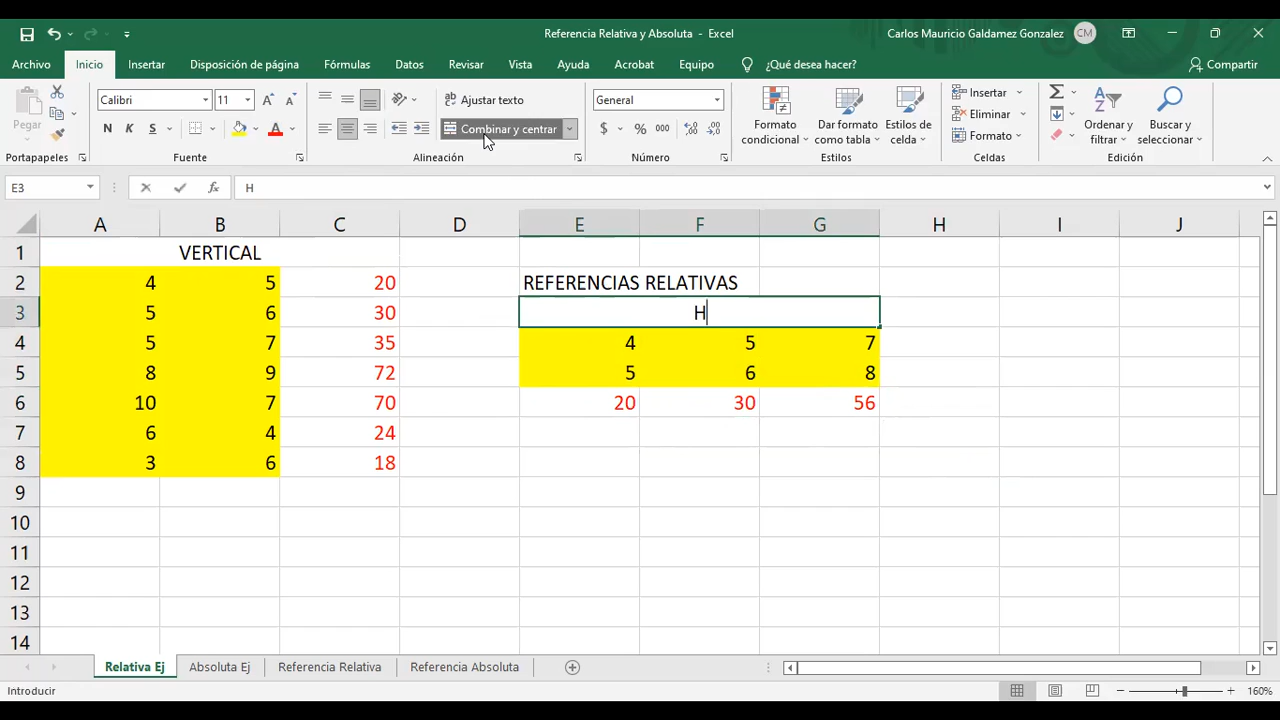 Referencia Relativa y Absoluta - Excel
Carlos Mauricio Galdamez Gonzalez CM
Archivo Inicio Insertar Disposición de página Fórmulas Datos Revisar Vista Ayuda Acrobat Equipo ¿Qué desea hacer? Compartir
Pegar
Portapapeles
Calibri 11
N K S
Fuente
Ajustar texto
Combinar y centrar
Alineación
General
$ % 000
Número
Formato condicional
Dar formato como tabla
Estilos de celda
Estilos
Insertar
Eliminar
Formato
Celdas
Ordenar y filtrar
Buscar y seleccionar
Edición
E3 fx H
A B C D E F G H I J
1 VERTICAL
2 4 5 20 REFERENCIAS RELATIVAS
3 5 6 30 H
4 5 7 35 4 5 7
5 8 9 72 5 6 8
6 10 7 70 20 30 56
7 6 4 24
8 3 6 18
9
10
11
12
13
14
Relativa Ej Absoluta Ej Referencia Relativa Referencia Absoluta
Introducir 160%